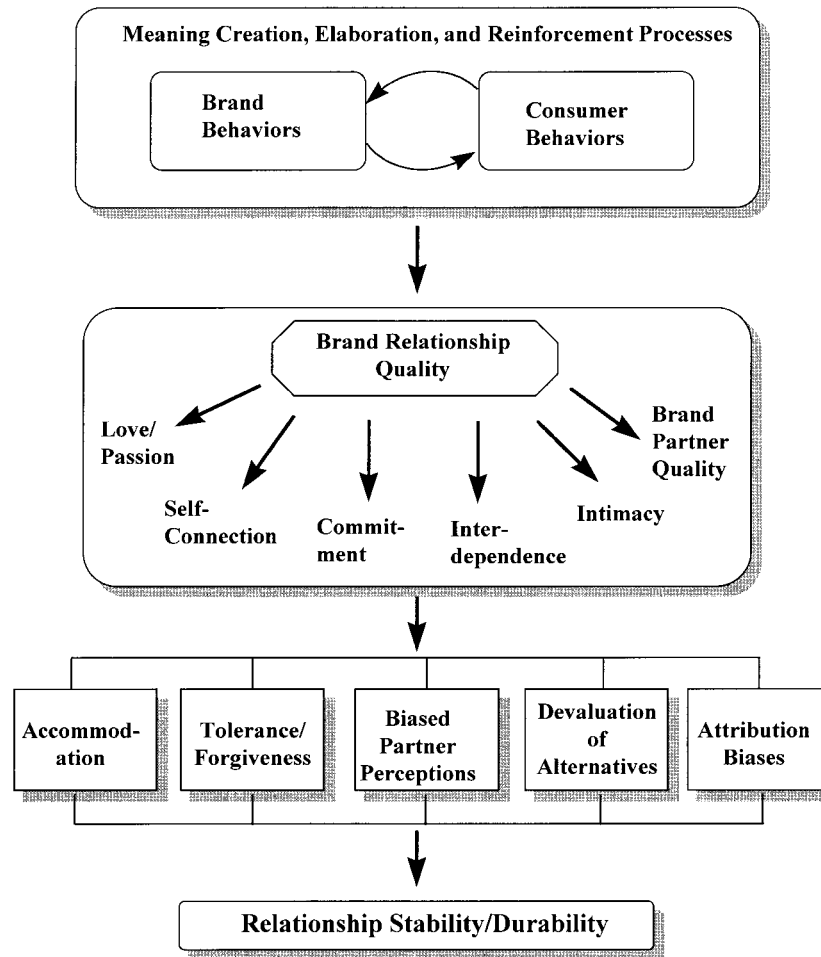 Meaning Creation, Elaboration, and Reinforcement Processes
Brand
Behaviors
Consumer
Behaviors
Brand Relationship
Quality
Love/
Passion
Self-
Connection
Commit-
ment
Inter-
dependence
Intimacy
Brand
Partner
Quality
Accommod-
ation
Tolerance/
Forgiveness
Biased
Partner
Perceptions
Devaluation
of
Alternatives
Attribution
Biases
Relationship Stability/Durability